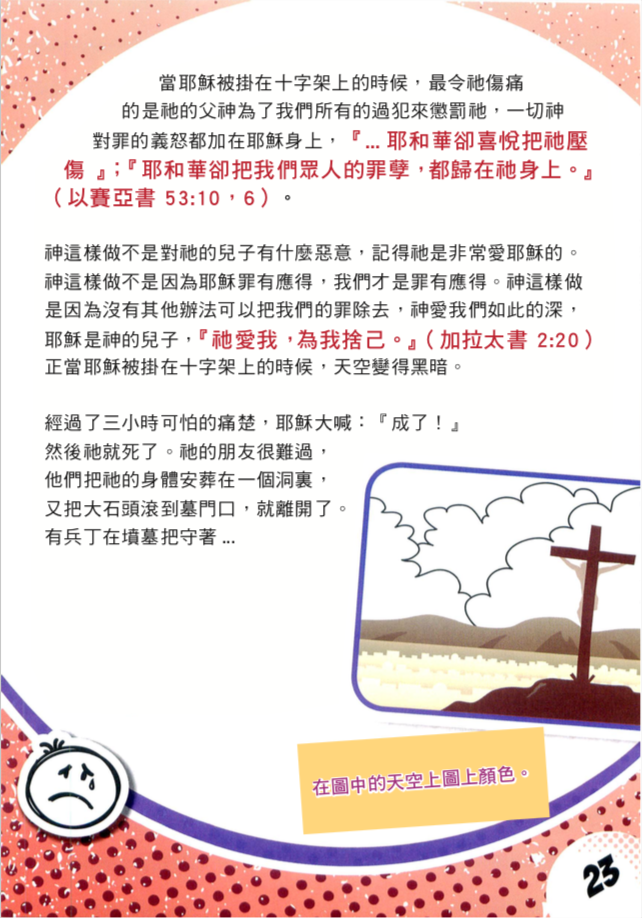 當耶穌被掛在十字架上的時候，最令祂傷痛
的是祂的父神為了我們所有的過犯來懲罰祂，一切神
對罪的義怒都加在耶穌身上，『... 耶和華卻喜悅把祂壓
傷 』；『耶和華卻把我們眾人的罪孽，都歸在祂身上。』
（以賽亞書 53:10，6）。
神這樣做不是對祂的兒子有什麼惡意，記得祂是非常愛耶穌的。
神這樣做不是因為耶穌罪有應得，我們才是罪有應得。神這樣做
是因為沒有其他辦法可以把我們的罪除去，神愛我們如此的深，
耶穌是神的兒子，『祂愛我，為我捨己。』（加拉太書 2:20）
正當耶穌被掛在十字架上的時候，天空變得黑暗。
經過了三小時可怕的痛楚，耶穌大喊：『成了！』
然後祂就死了。祂的朋友很難過，
他們把祂的身體安葬在一個洞裏，
又把大石頭滾到墓門口，就離開了。
有兵丁在墳墓把守著 ...
在圖中的天空上圖上顏色。
23